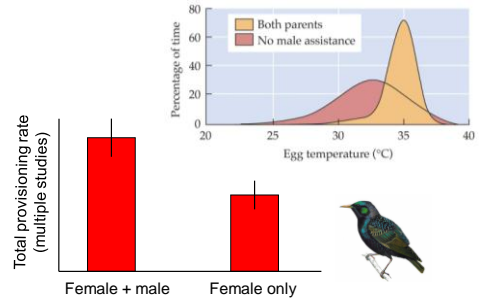 Both parents
No male assistance
Percentage of time
80
60
40
20
0
20
25
30
35
40
Egg temperature (°C)
Total provisioning rate
(multiple studies)
Female + male
Female only